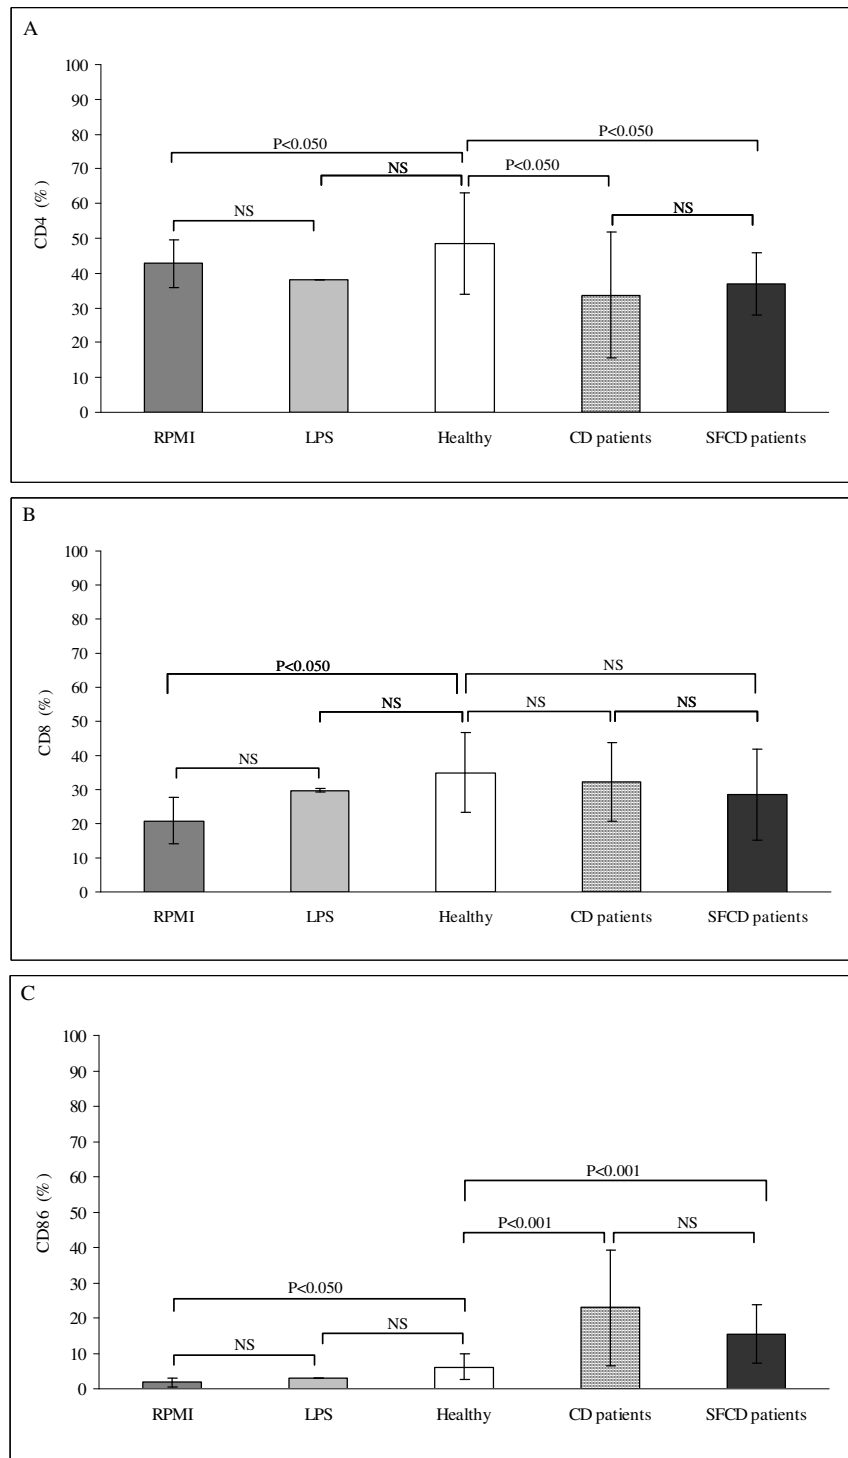 A
100
90
80
70
60
50
40
30
20
10
0
CD4 (%)
P<0.050
P<0.050
NS
P<0.050
NS
NS
RPMI LPS Healthy CD patients SFCD patients
B
100
90
80
70
60
50
40
30
20
10
0
CD8 (%)
P<0.050
NS
NS
NS
NS
NS
RPMI LPS Healthy CD patients SFCD patients
C
100
90
80
70
60
50
40
30
20
10
0
CD86 (%)
P<0.001
P<0.001
NS
P<0.050
NS
NS
RPMI LPS Healthy CD patients SFCD patients